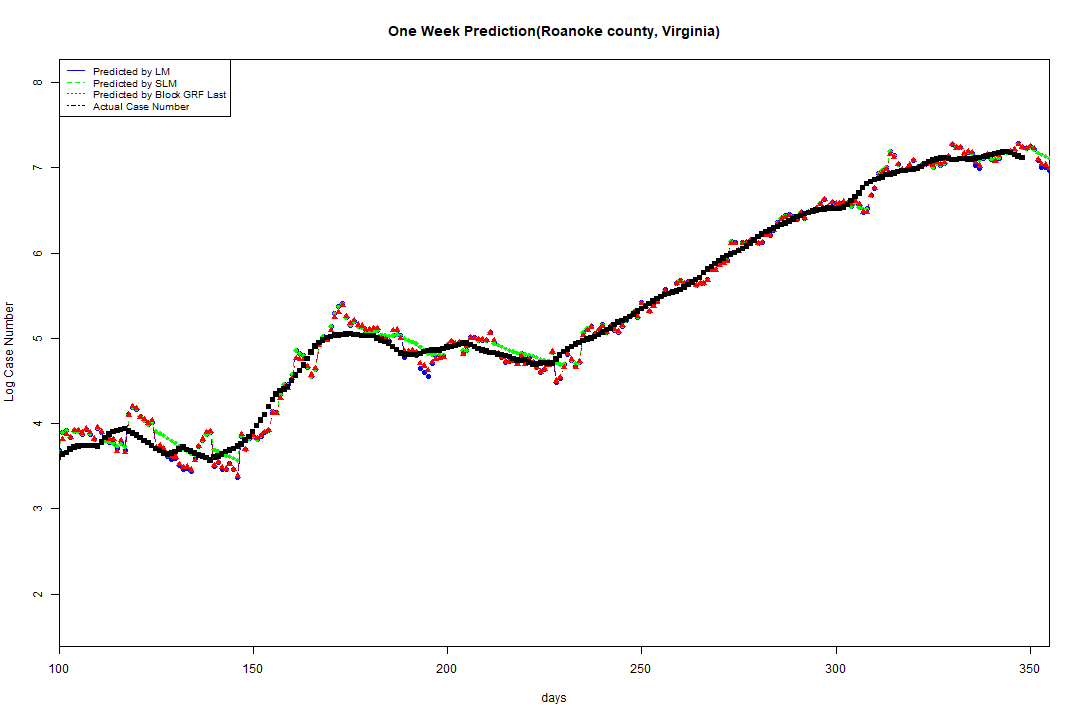 One Week Prediction(Roanoke county, Virginia)
Predicted by LM
Predicted by SLM
Predicted by Block GRF Last
Actual Case Number
Log Case Number
8
7
6
5
4
3
2
100 150 200 250 300 350
days